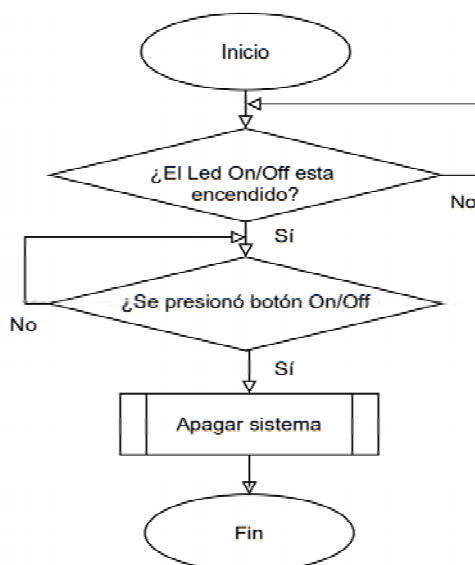 Inicio
¿El Led On/Off esta
encendido?
No
Sí
¿Se presionó botón On/Off
No
Sí
Apagar sistema
Fin